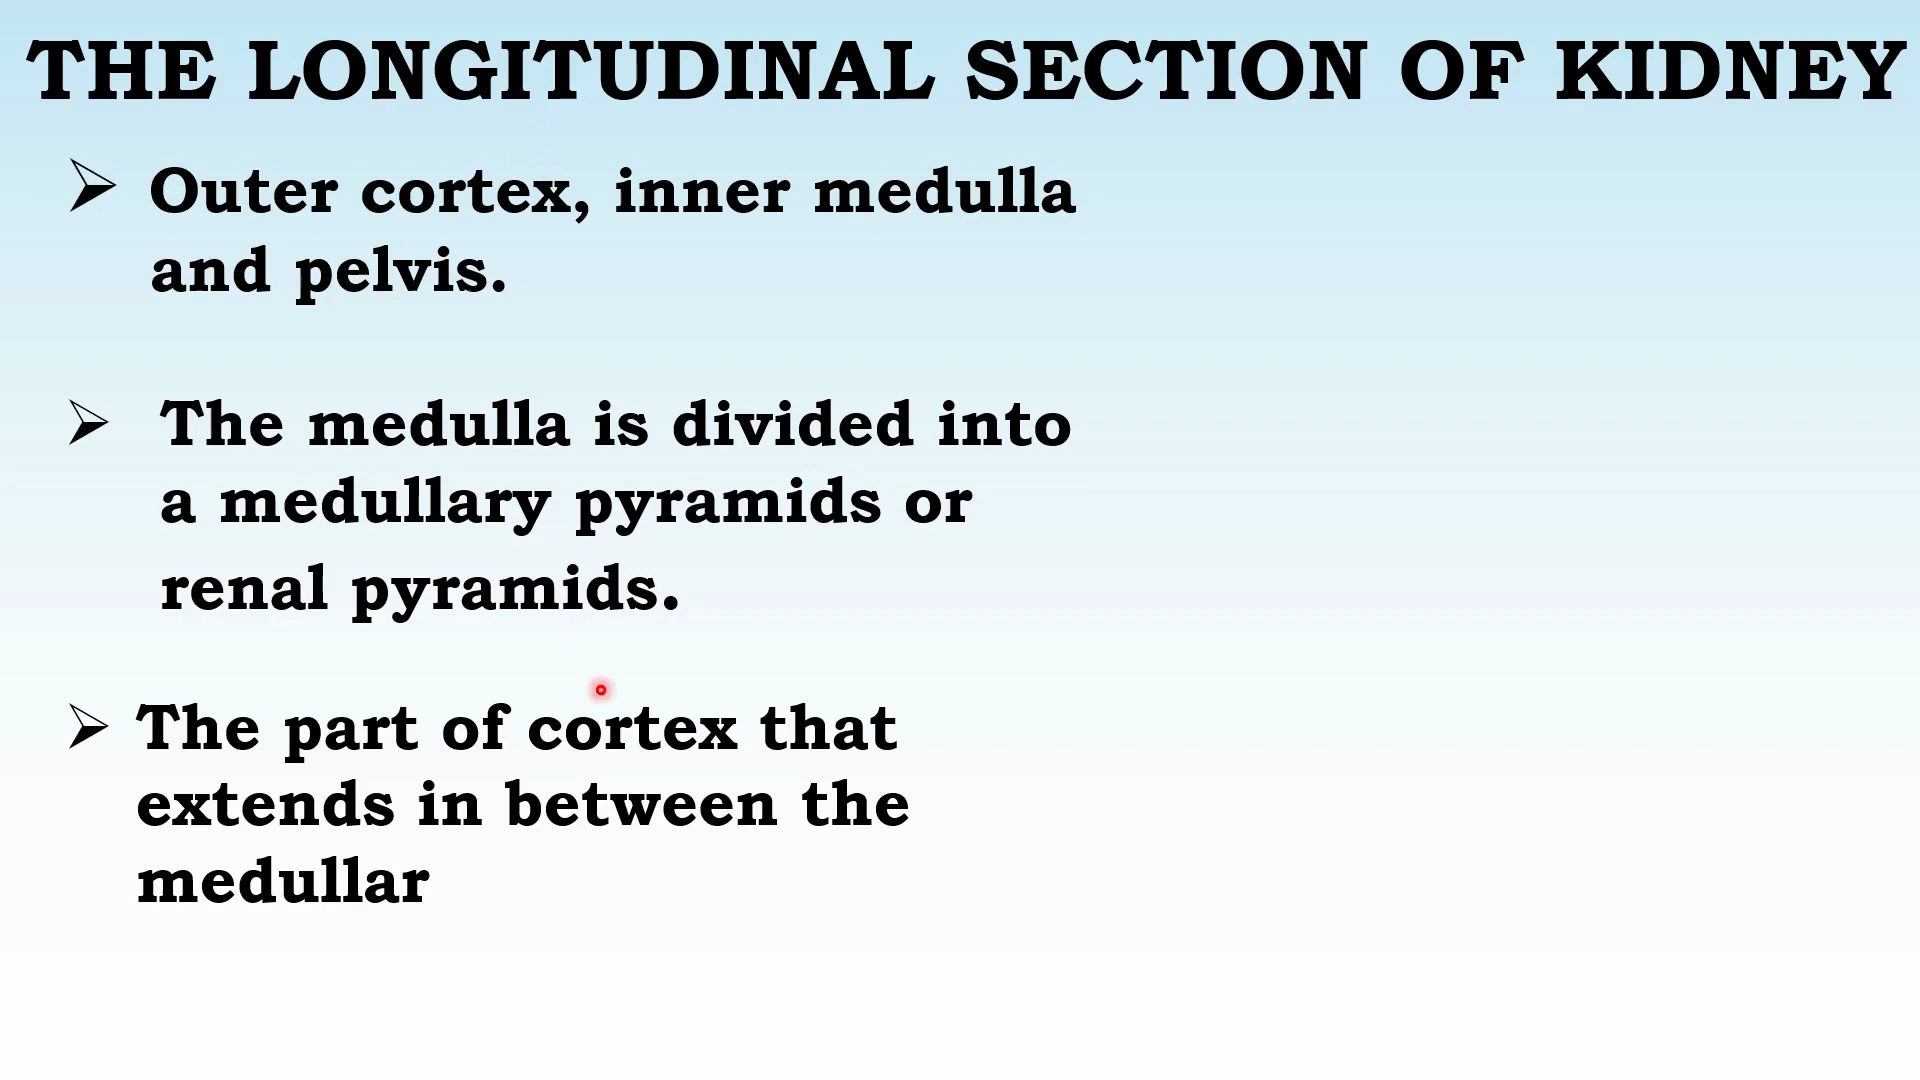 THE LONGITUDINAL SECTION OF KIDNEY
Outer cortex, inner medulla
and pelvis.
The medulla is divided into
a medullary pyramids or
renal pyramids.
The part of cortex that
extends in between the
medullar